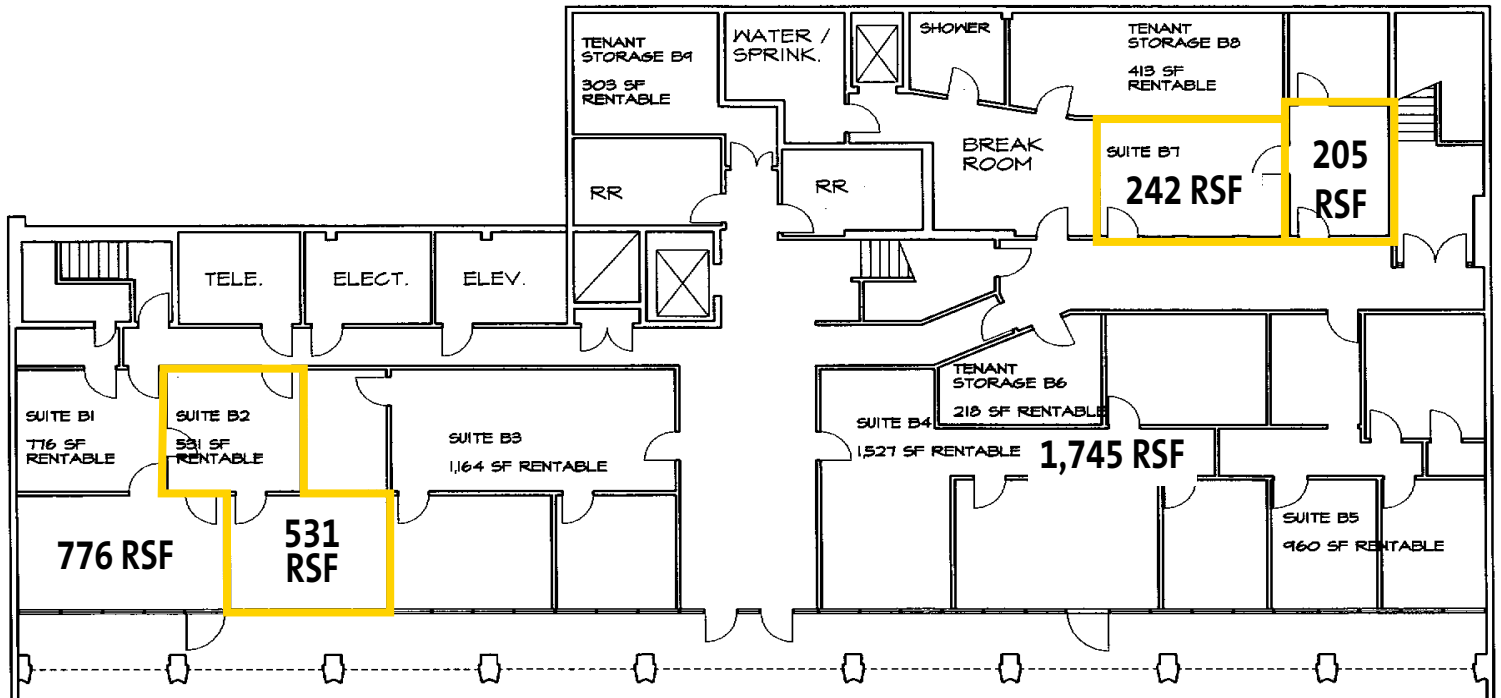 TENANT
STORAGE B9
303 SF
RENTABLE
WATER /
SPRINK.
SHOWER
TENANT
STORAGE B8
413 SF
RENTABLE
BREAK
ROOM
SUITE B7
242 RSF
205
RSF
RR
RR
TELE.
ELECT.
ELEV.
SUITE B1
776 SF
RENTABLE
SUITE B2
531 SF
RENTABLE
SUITE B3
1,164 SF RENTABLE
SUITE B4
1,527 SF RENTABLE
TENANT
STORAGE B6
218 SF RENTABLE
1,745 RSF
SUITE B5
960 SF RENTABLE
776 RSF
531
RSF